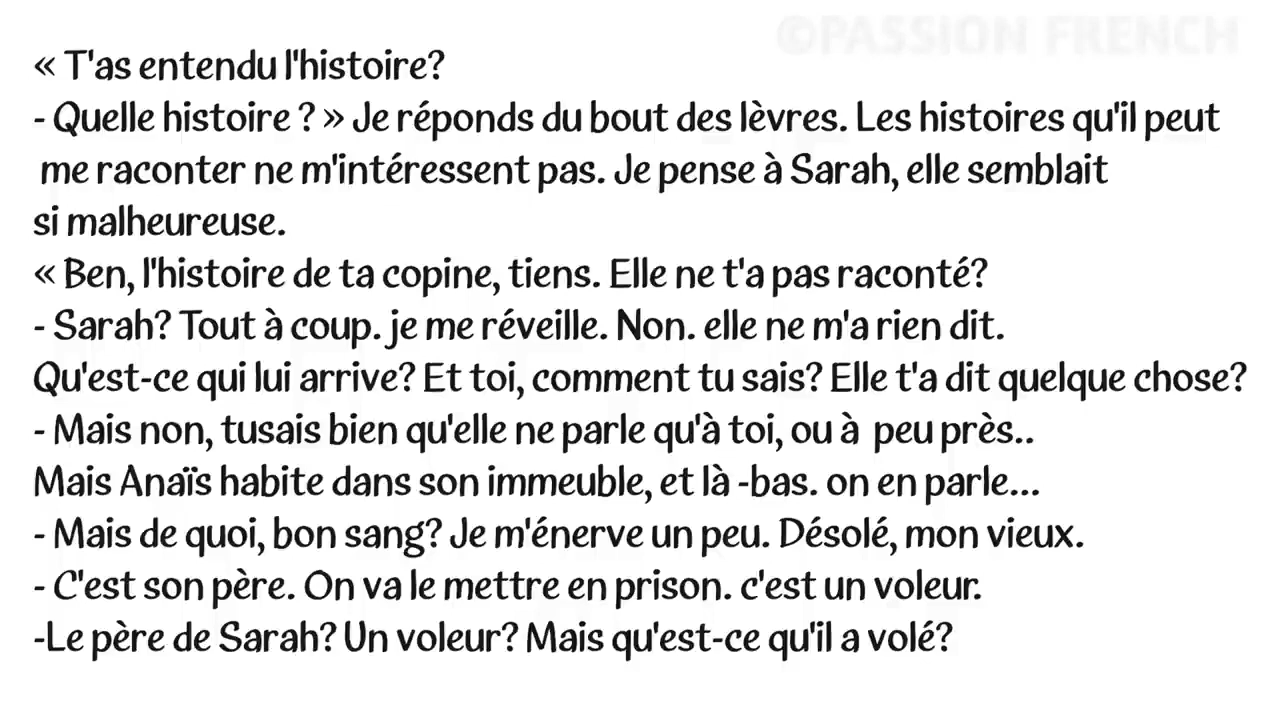 ©PASSION FRENCH
« T'as entendu l'histoire?
- Quelle histoire ? » Je réponds du bout des lèvres. Les histoires qu'il peut
me raconter ne m'intéressent pas. Je pense à Sarah, elle semblait
si malheureuse.
« Ben, l'histoire de ta copine, tiens. Elle ne t'a pas raconté?
- Sarah? Tout à coup. je me réveille. Non. elle ne m'a rien dit.
Qu'est-ce qui lui arrive? Et toi, comment tu sais? Elle t'a dit quelque chose?
- Mais non, tusais bien qu'elle ne parle qu'à toi, ou à peu près..
Mais Anaïs habite dans son immeuble, et là -bas. on en parle...
- Mais de quoi, bon sang? Je m'énerve un peu. Désolé, mon vieux.
- C'est son père. On va le mettre en prison. c'est un voleur.
-Le père de Sarah? Un voleur? Mais qu'est-ce qu'il a volé?